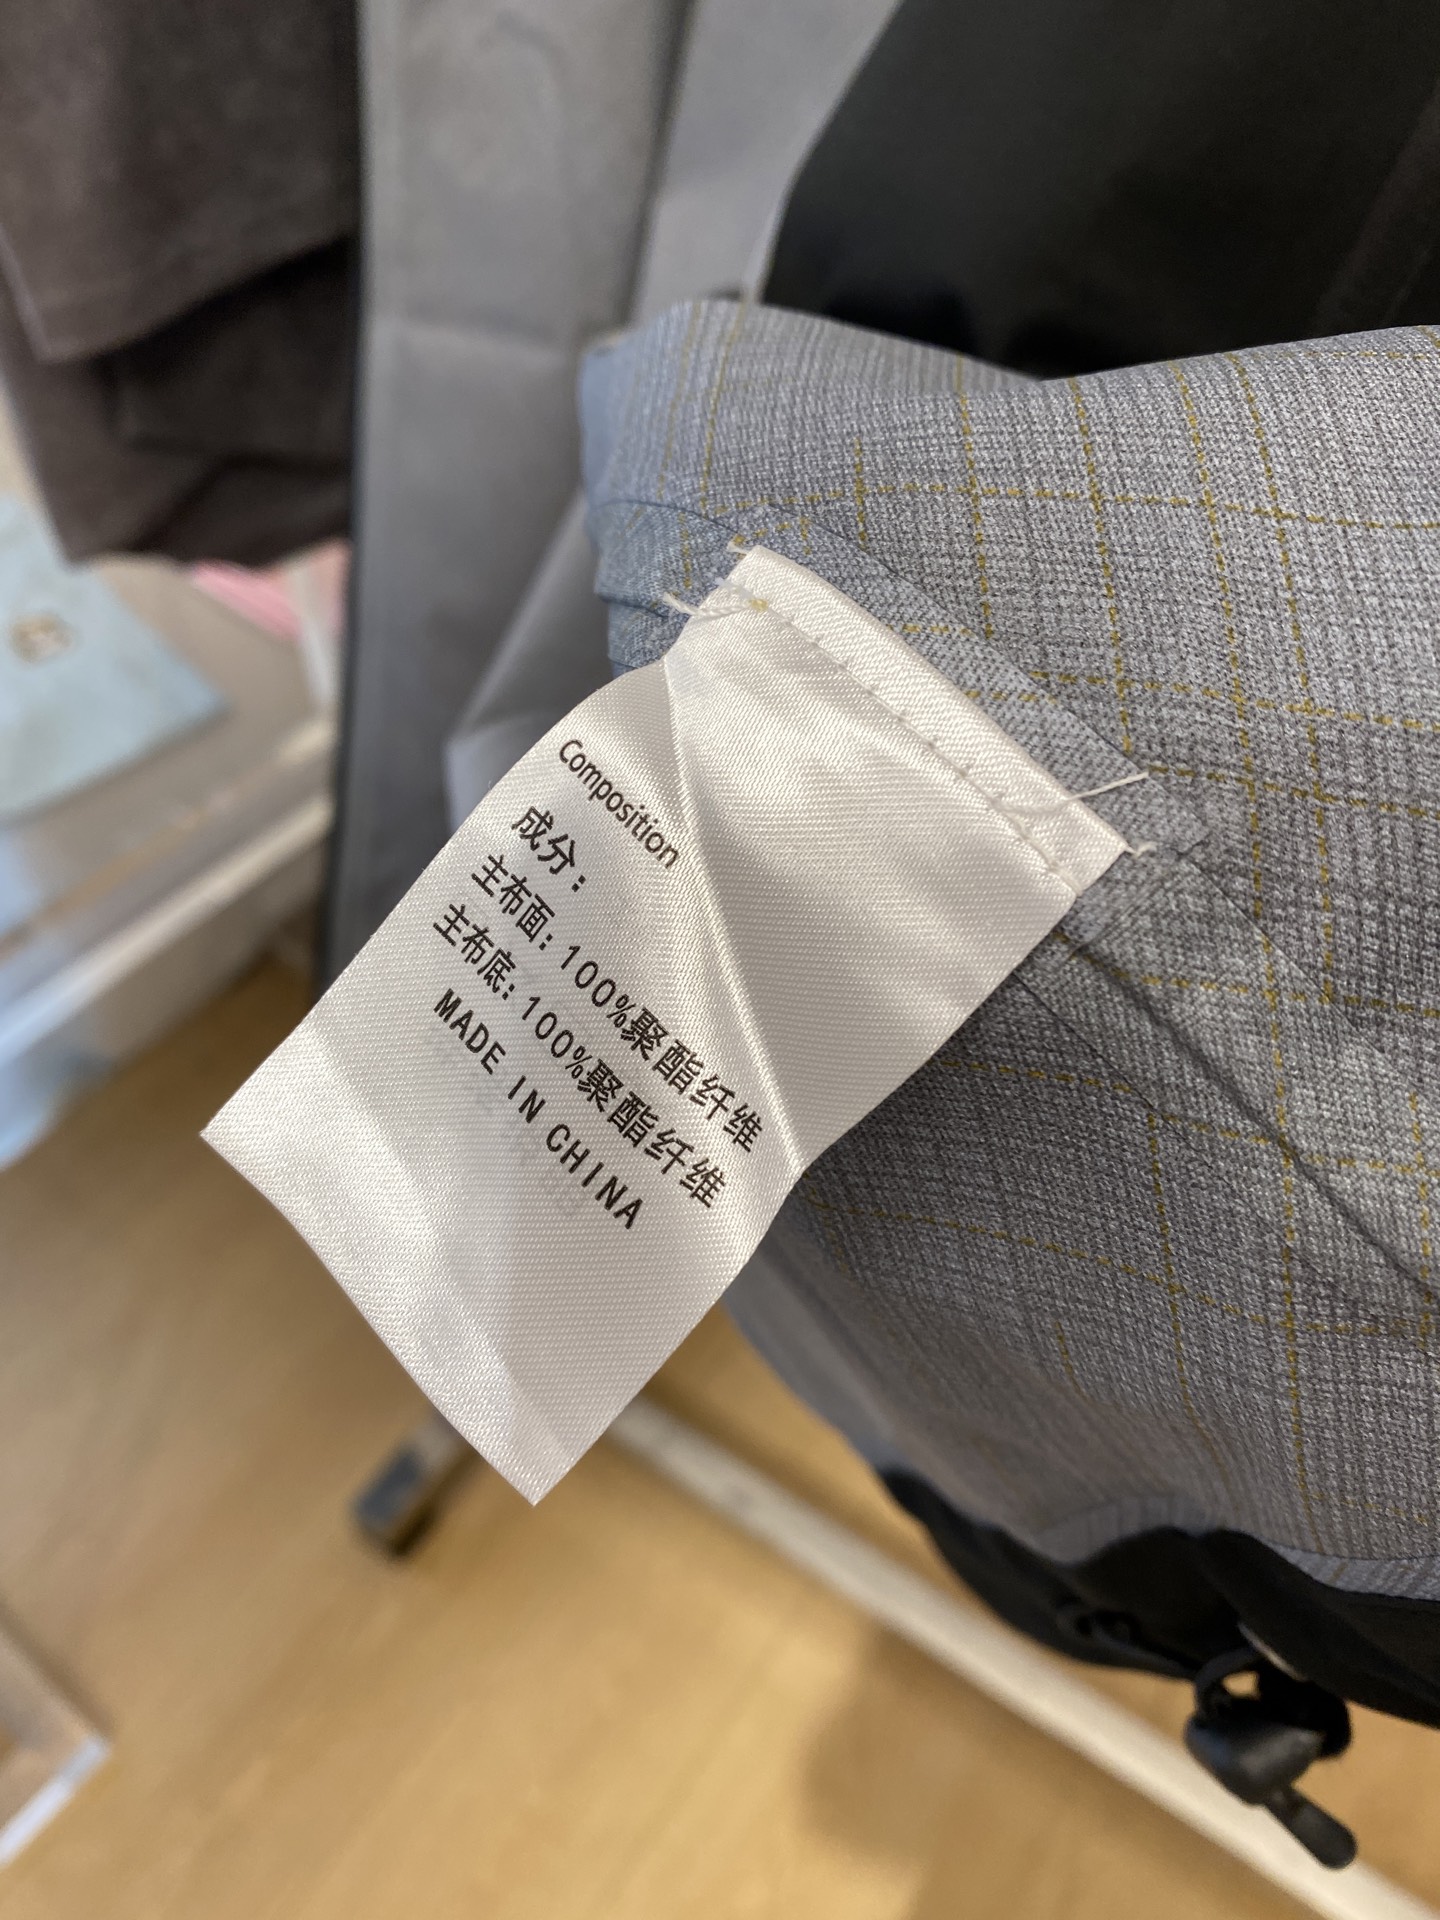 Composition
成分：
主布面：100%聚酯纤维
主布底：100%聚酯纤维
MADE IN CHINA